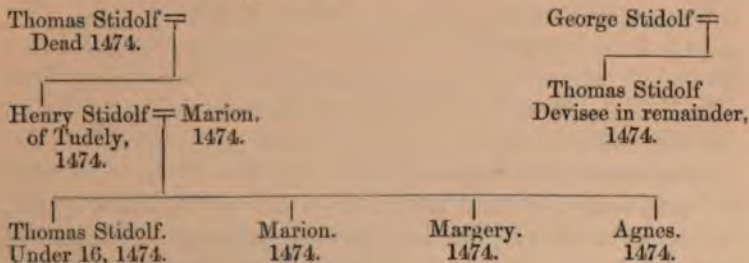 Thomas Stidolf = George Stidolf =
Dead 1474.
Thomas Stidolf
Henry Stidolf = Marion. Devisee in remainder,
of Tudely, 1474. 1474.
1474.
Thomas Stidolf. Marion. Margery. Agnes.
Under 16, 1474. 1474. 1474. 1474.